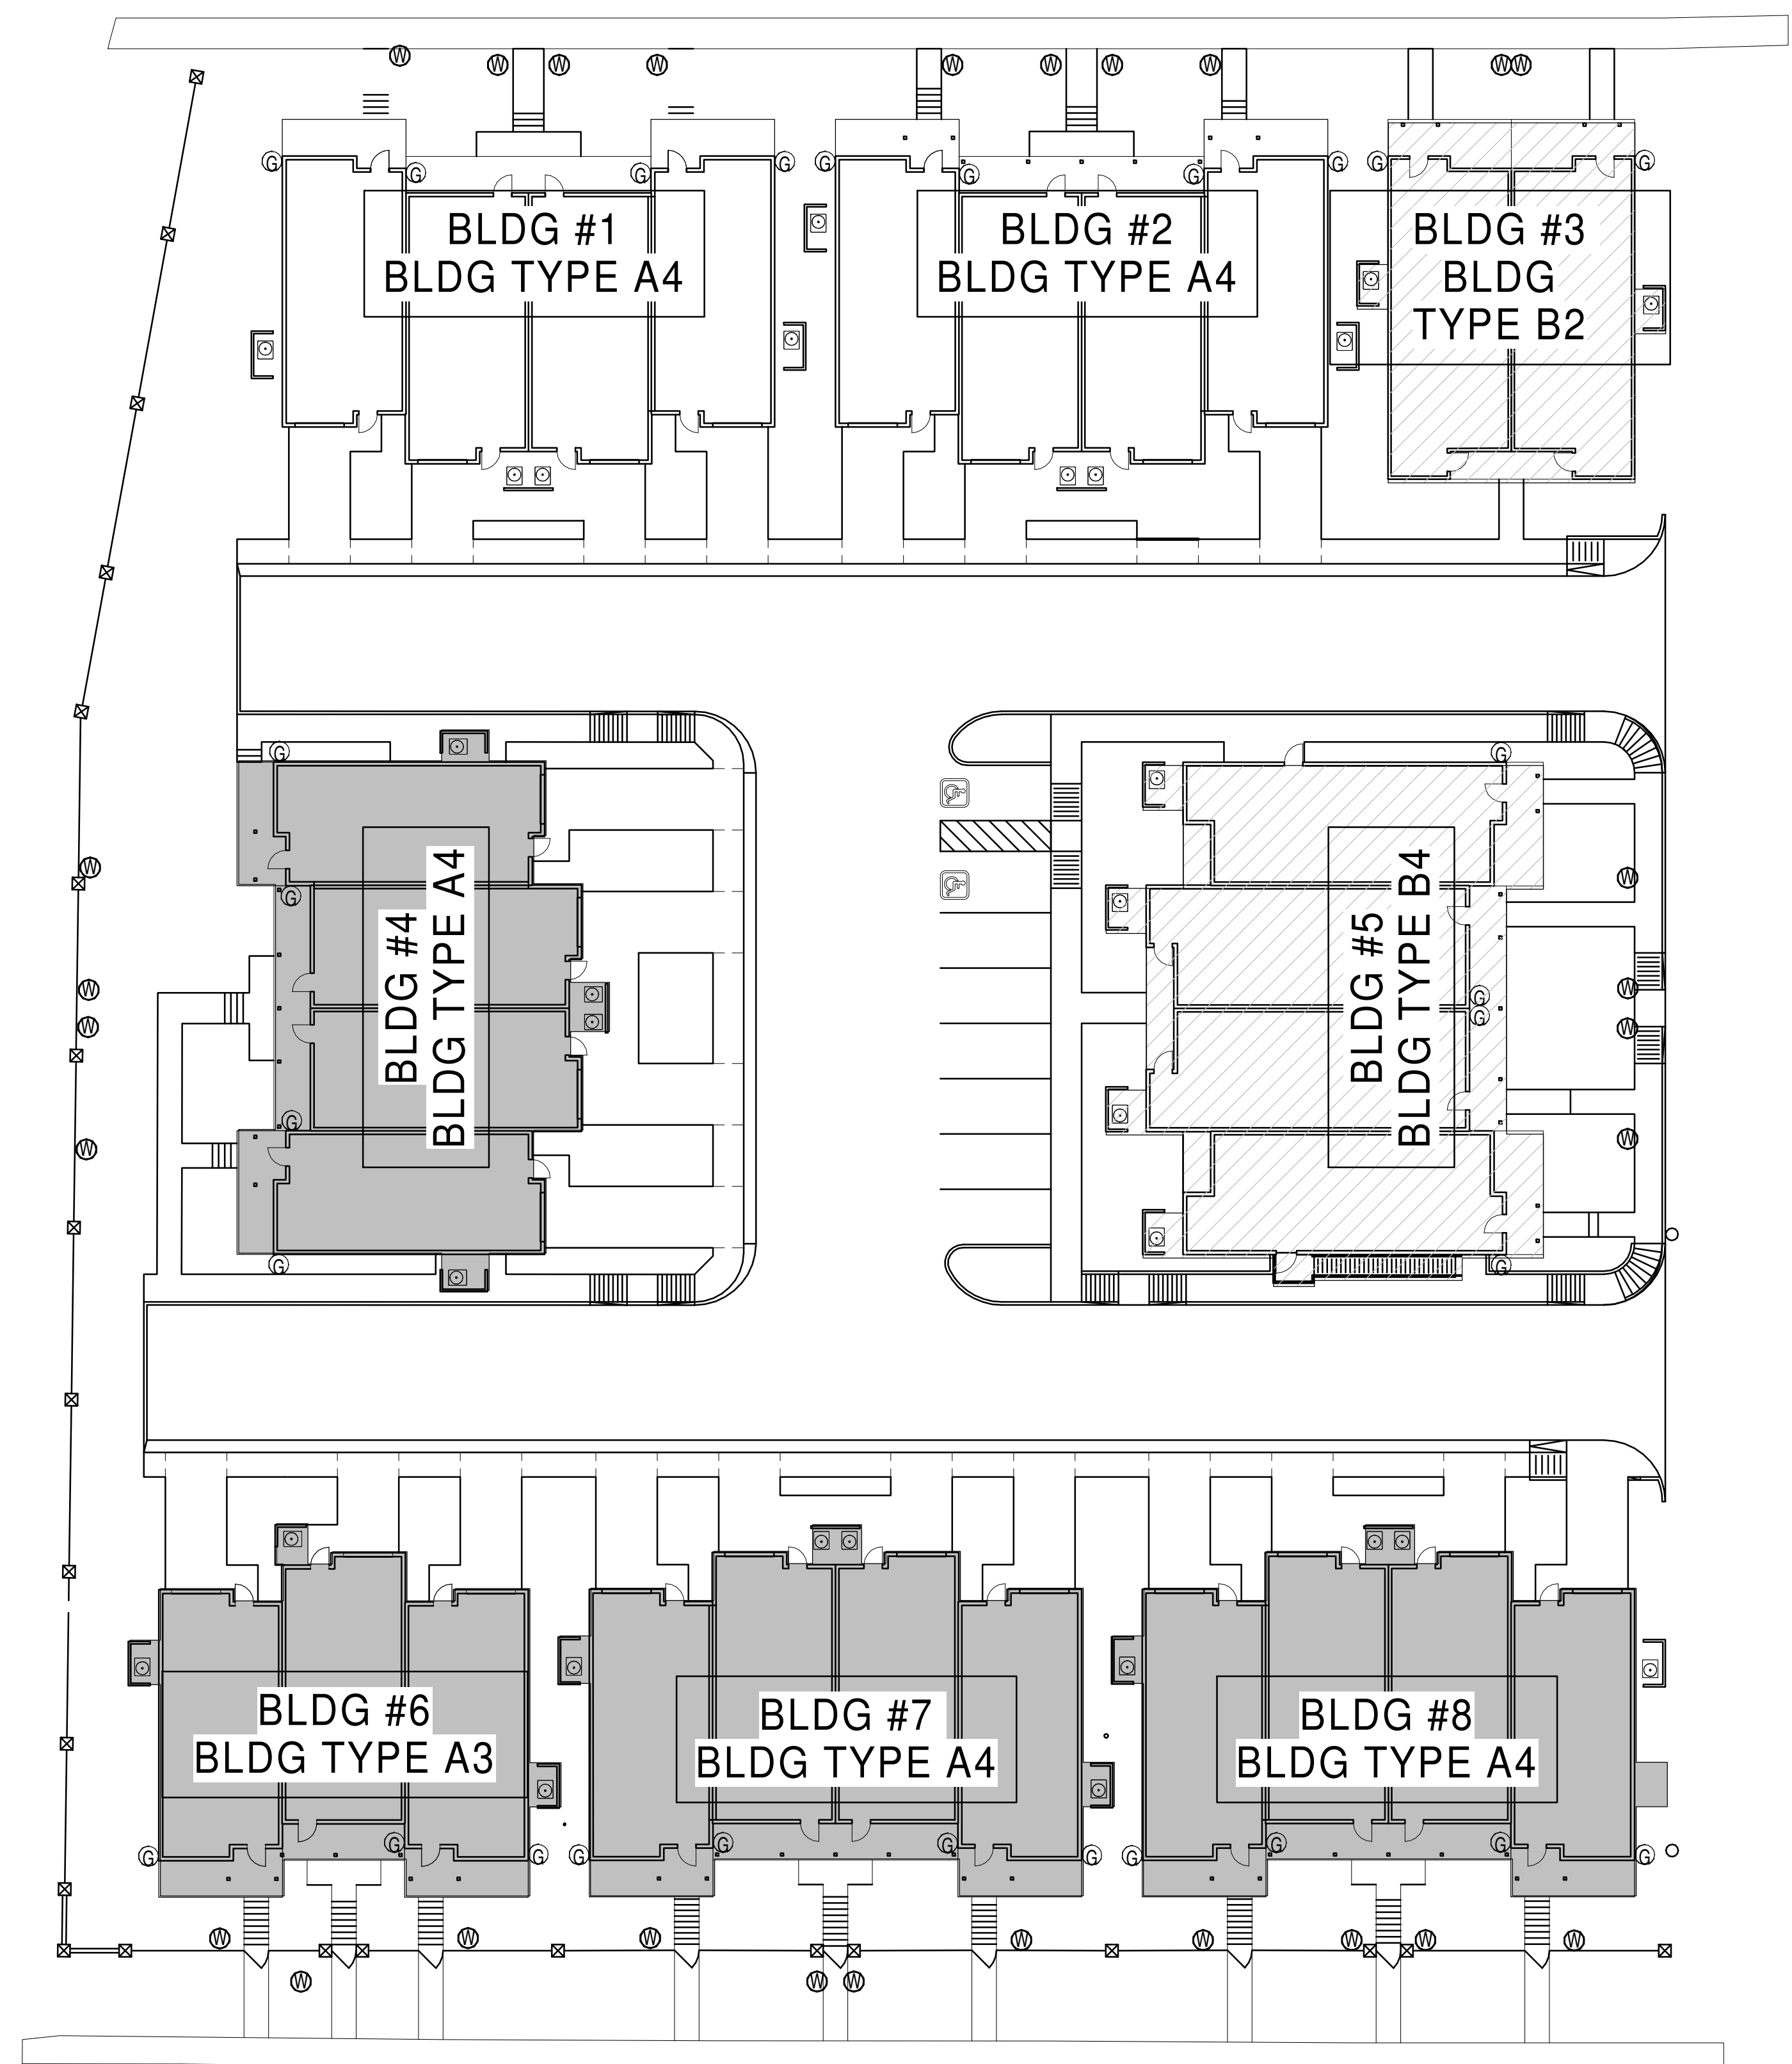 W W W W W W W W W W
G G G G G G G G G G
BLDG #1
BLDG TYPE A4
BLDG #2
BLDG TYPE A4
BLDG #3
BLDG
TYPE B2
G G
W W W W
G G
BLDG #4
BLDG TYPE A4
BLDG #5
BLDG TYPE B4
G
G G
G
W W W W
BLDG #6
BLDG TYPE A3
BLDG #7
BLDG TYPE A4
BLDG #8
BLDG TYPE A4
G G G G G G G G G G G
W W W W W W W W
W W W